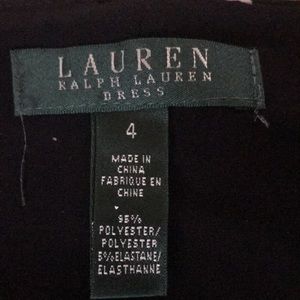 LAUREN
RALPH LAUREN
DRESS
4
MADE IN
CHINA
FABRIQUE EN
CHINE
95%
POLYESTER/
POLYESTER
5%ELASTANE/
ELASTHANNE